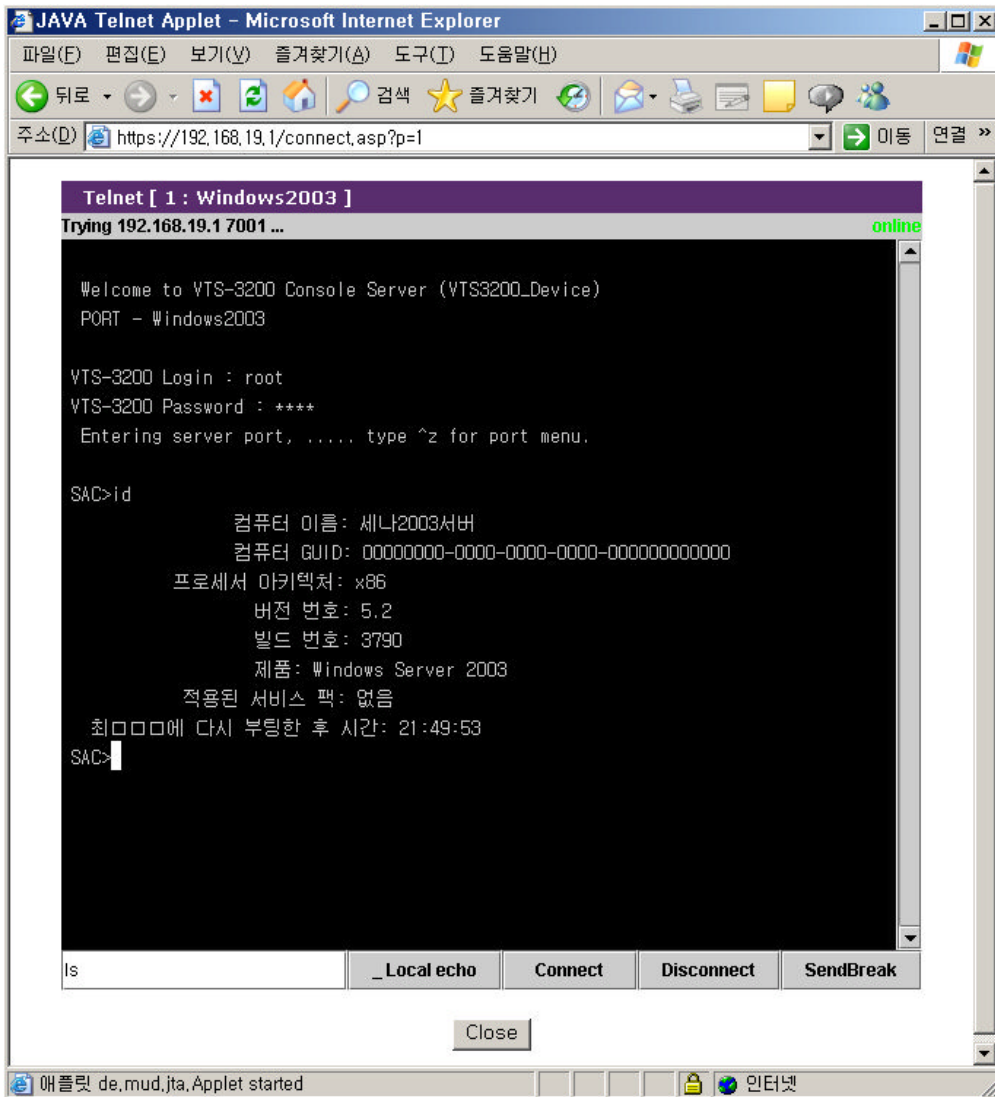 JAVA Telnet Applet - Microsoft Internet Explorer
파일(F) 편집(E) 보기(V) 즐겨찾기(A) 도구(T) 도움말(H)
뒤로 검색 즐겨찾기
주소(D) https://192.168.19.1/connect.asp?p=1 이동 연결 »
Telnet [ 1 : Windows2003 ]
Trying 192.168.19.1 7001 ... online
Welcome to VTS-3200 Console Server (VTS3200_Device)
PORT - Windows2003
VTS-3200 Login : root
VTS-3200 Password : ****
Entering server port, ..... type ^z for port menu.
SAC>id
컴퓨터 이름: 세나2003서버
컴퓨터 GUID: 00000000-0000-0000-0000-000000000000
프로세서 아키텍처: x86
버전 번호: 5.2
빌드 번호: 3790
제품: Windows Server 2003
적용된 서비스 팩: 없음
최□□□에 다시 부팅한 후 시간: 21:49:53
SAC>
ls _ Local echo Connect Disconnect SendBreak
Close
애플릿 de.mud.jta.Applet started 인터넷